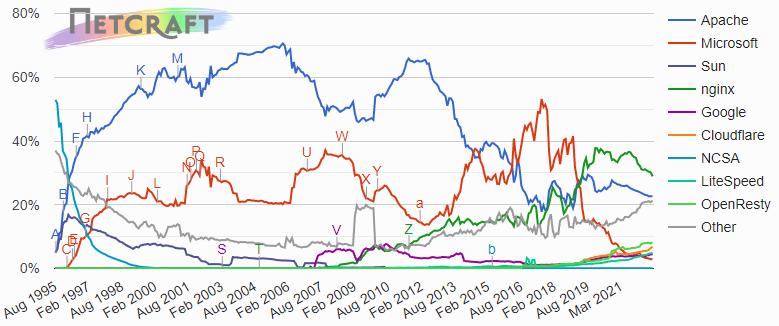 NETCRAFT
80%
60%
40%
20%
0%
Apache
Microsoft
Sun
nginx
Google
Cloudflare
NCSA
LiteSpeed
OpenResty
Other
K
M
H
F
I
J
L
P
Q
O
N
R
U
W
X
Y
B
G
A
E
D
C
a
Z
V
S
T
b
Aug 1995
Feb 1997
Aug 1998
Feb 2000
Aug 2001
Feb 2003
Aug 2004
Feb 2006
Aug 2007
Feb 2009
Aug 2010
Feb 2012
Aug 2013
Feb 2015
Aug 2016
Feb 2018
Aug 2019
Mar 2021